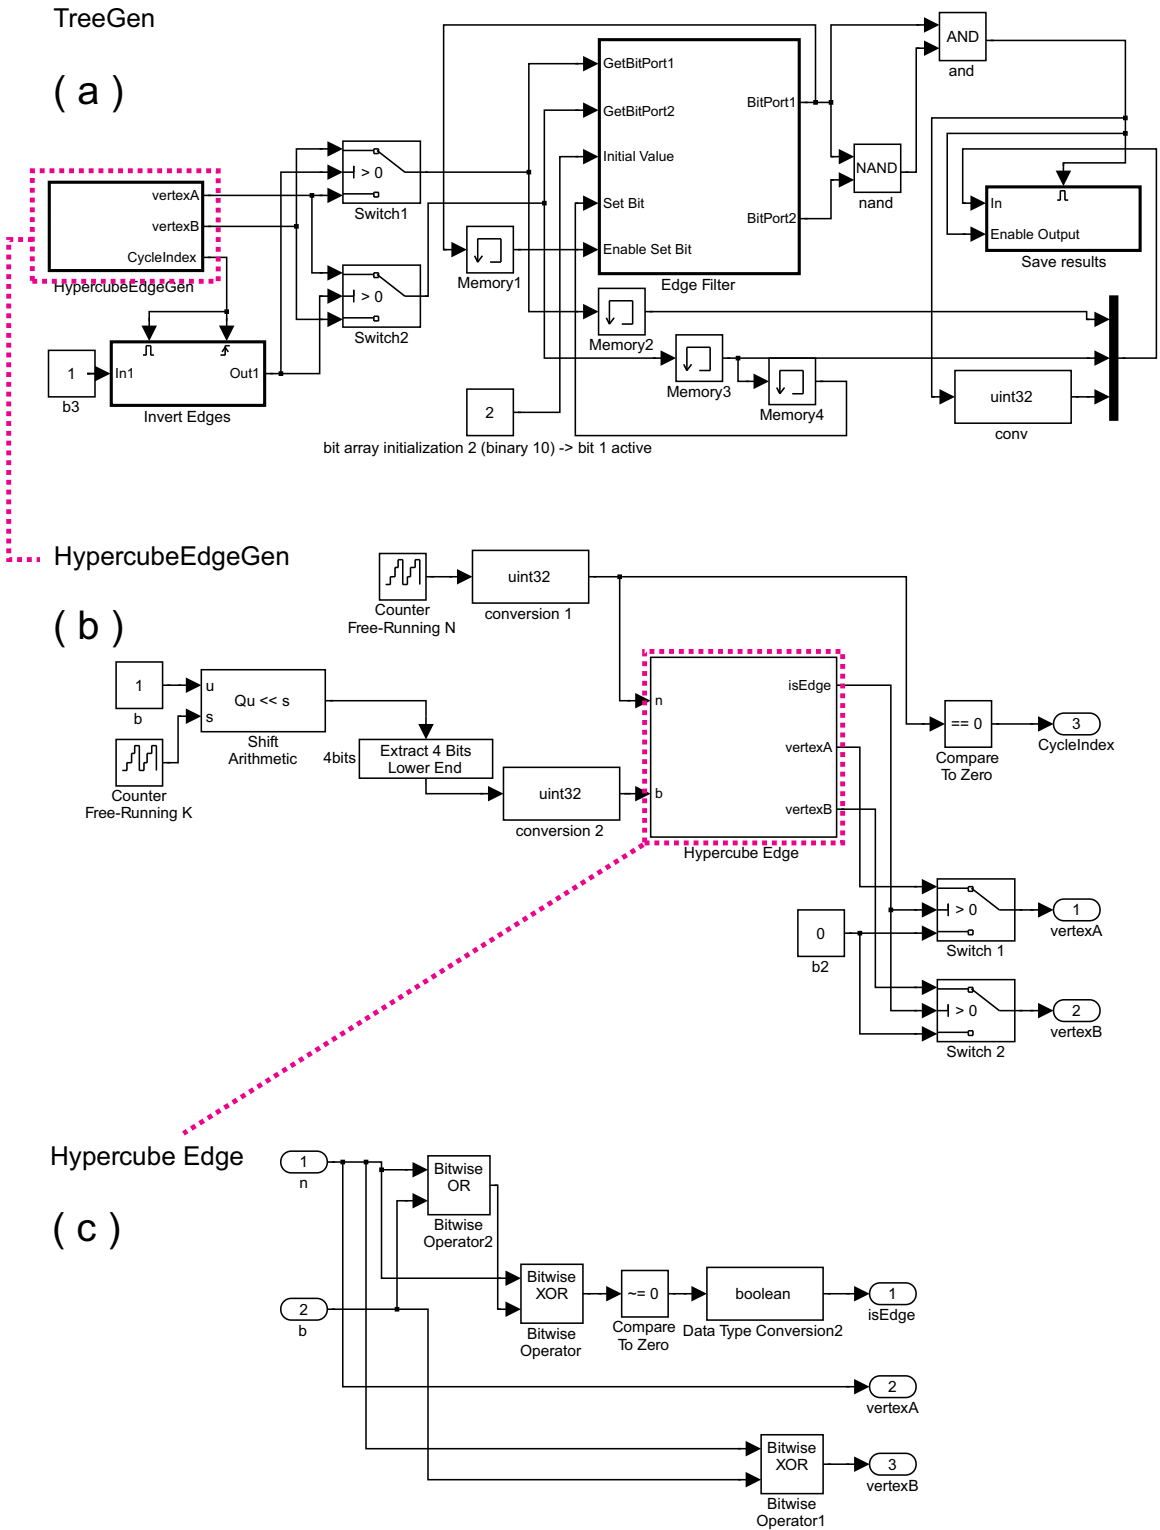 TreeGen
( a )
vertexA
vertexB
CycleIndex
HypercubeEdgeGen
1
b3
In1
Out1
Invert Edges
> 0
Switch1
> 0
Switch2
GetBitPort1
GetBitPort2
Initial Value
Set Bit
Enable Set Bit
BitPort1
BitPort2
Edge Filter
Memory1
Memory2
Memory3
Memory4
2
bit array initialization 2 (binary 10) -> bit 1 active
AND
and
NAND
nand
In
Enable Output
Save results
uint32
conv
HypercubeEdgeGen
( b )
Counter
Free-Running N
uint32
conversion 1
1
b
u
s
Qu << s
Shift
Arithmetic
Counter
Free-Running K
4bits
Extract 4 Bits
Lower End
uint32
conversion 2
n
b
isEdge
vertexA
vertexB
Hypercube Edge
== 0
Compare
To Zero
3
CycleIndex
0
b2
> 0
Switch 1
1
vertexA
> 0
Switch 2
2
vertexB
Hypercube Edge
( c )
1
n
2
b
Bitwise
OR
Bitwise
Operator2
Bitwise
XOR
Bitwise
Operator
~= 0
Compare
To Zero
boolean
Data Type Conversion2
1
isEdge
2
vertexA
Bitwise
XOR
Bitwise
Operator1
3
vertexB